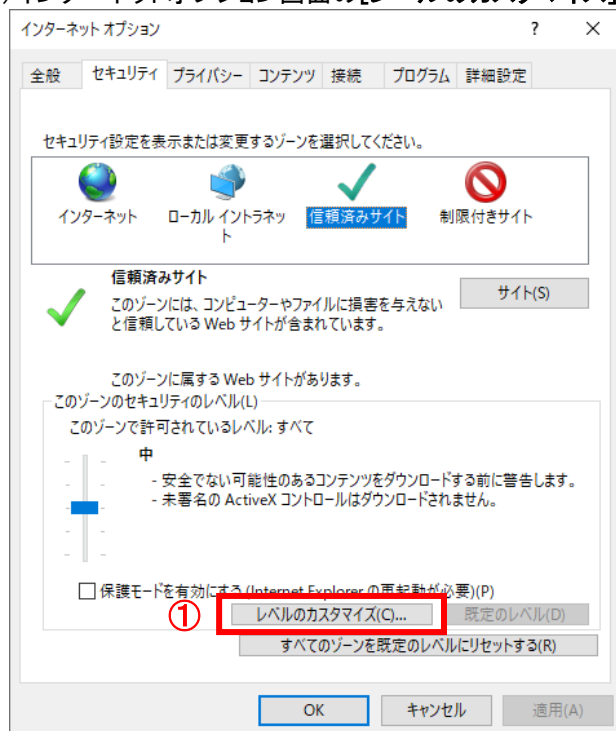 インターネット オプション ? ×
全般 セキュリティ プライバシー コンテンツ 接続 プログラム 詳細設定
セキュリティ設定を表示または変更するゾーンを選択してください。
インターネット ローカル イントラネッ 信頼済みサイト 制限付きサイト
ト
信頼済みサイト
このゾーンには、コンピューターやファイルに損害を与えない
と信頼している Web サイトが含まれています。
サイト(S)
このゾーンに属する Web サイトがあります。
このゾーンのセキュリティのレベル(L)
このゾーンで許可されているレベル: すべて
中
- 安全でない可能性のあるコンテンツをダウンロードする前に警告します。
- 未署名の ActiveX コントロールはダウンロードされません。
保護モードを有効にする (Internet Explorer の再起動が必要)(P)
① レベルのカスタマイズ(C)... 既定のレベル(D)
すべてのゾーンを既定のレベルにリセットする(R)
OK キャンセル 適用(A)